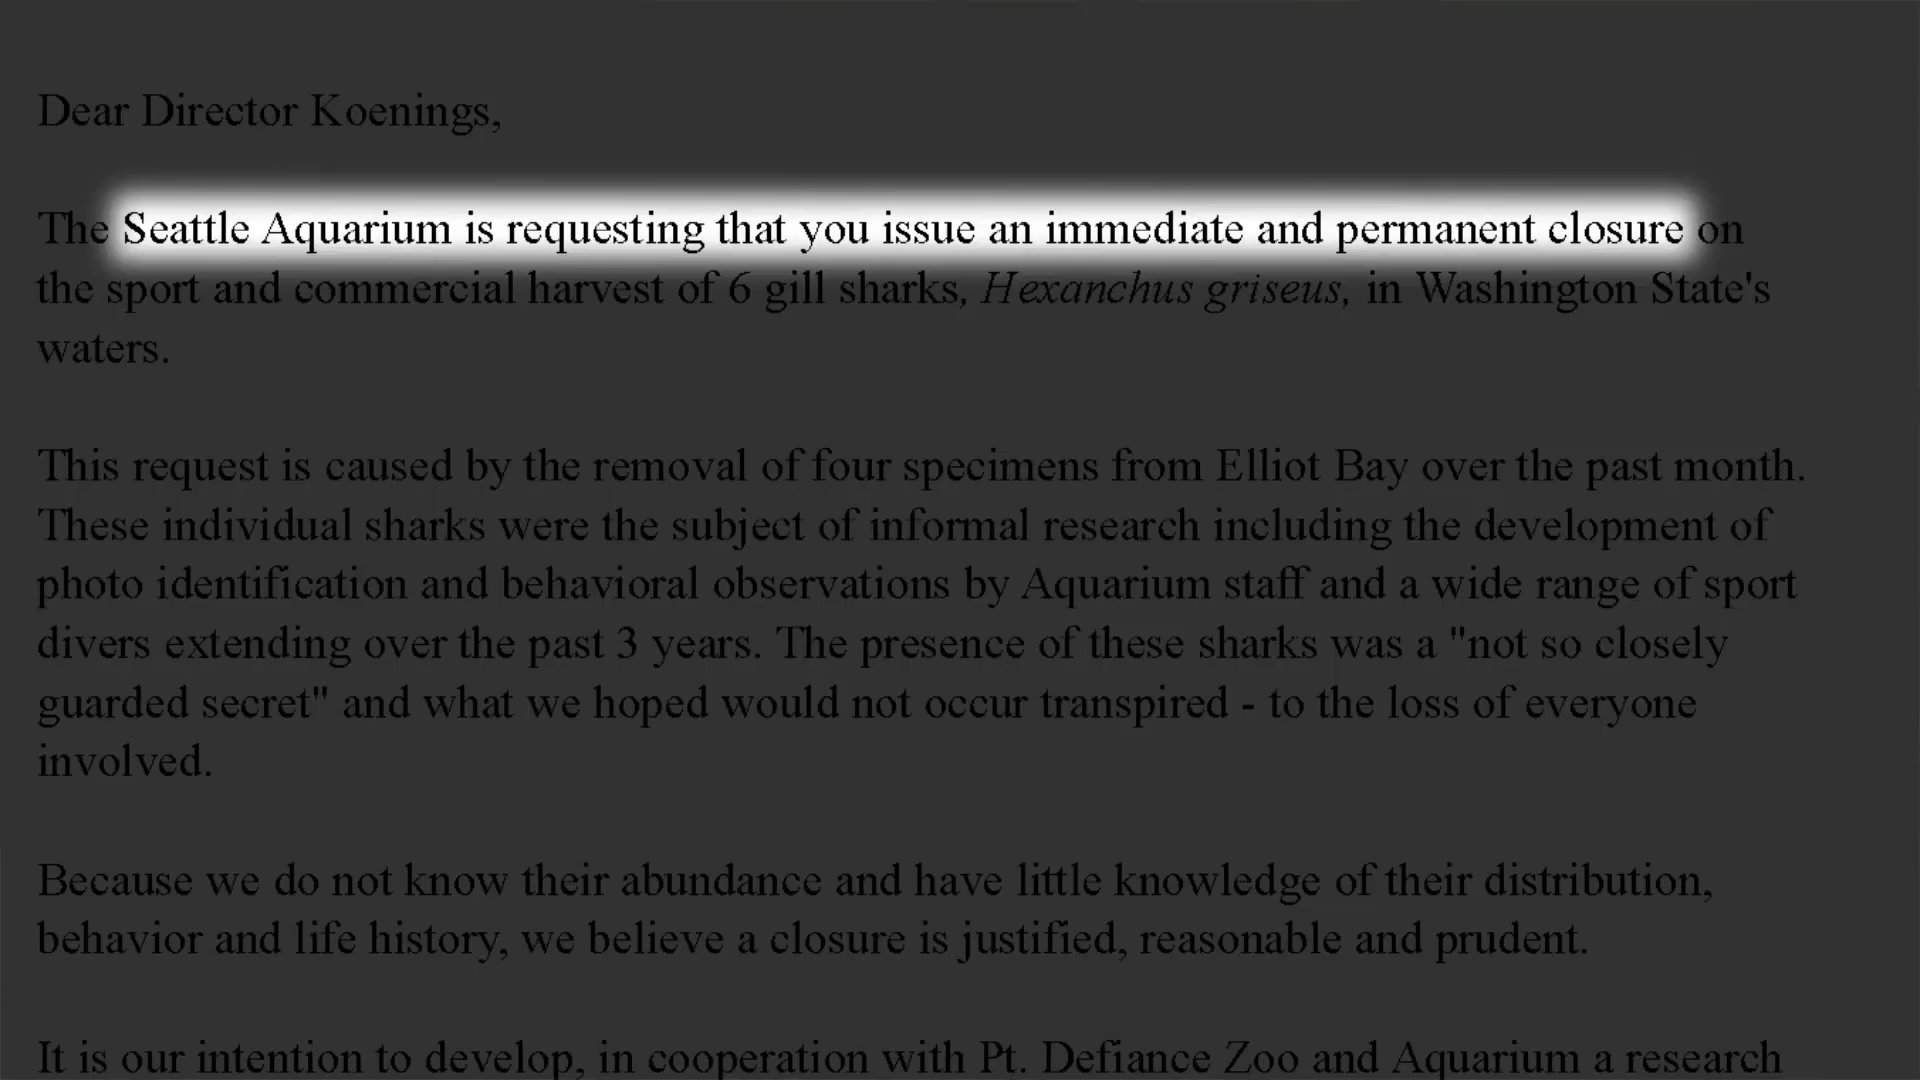 Dear Director Koenings,
The Seattle Aquarium is requesting that you issue an immediate and permanent closure on
the sport and commercial harvest of 6 gill sharks, Hexanchus griseus, in Washington State's
waters.
This request is caused by the removal of four specimens from Elliot Bay over the past month.
These individual sharks were the subject of informal research including the development of
photo identification and behavioral observations by Aquarium staff and a wide range of sport
divers extending over the past 3 years. The presence of these sharks was a "not so closely
guarded secret" and what we hoped would not occur transpired - to the loss of everyone
involved.
Because we do not know their abundance and have little knowledge of their distribution,
behavior and life history, we believe a closure is justified, reasonable and prudent.
It is our intention to develop, in cooperation with Pt. Defiance Zoo and Aquarium a research